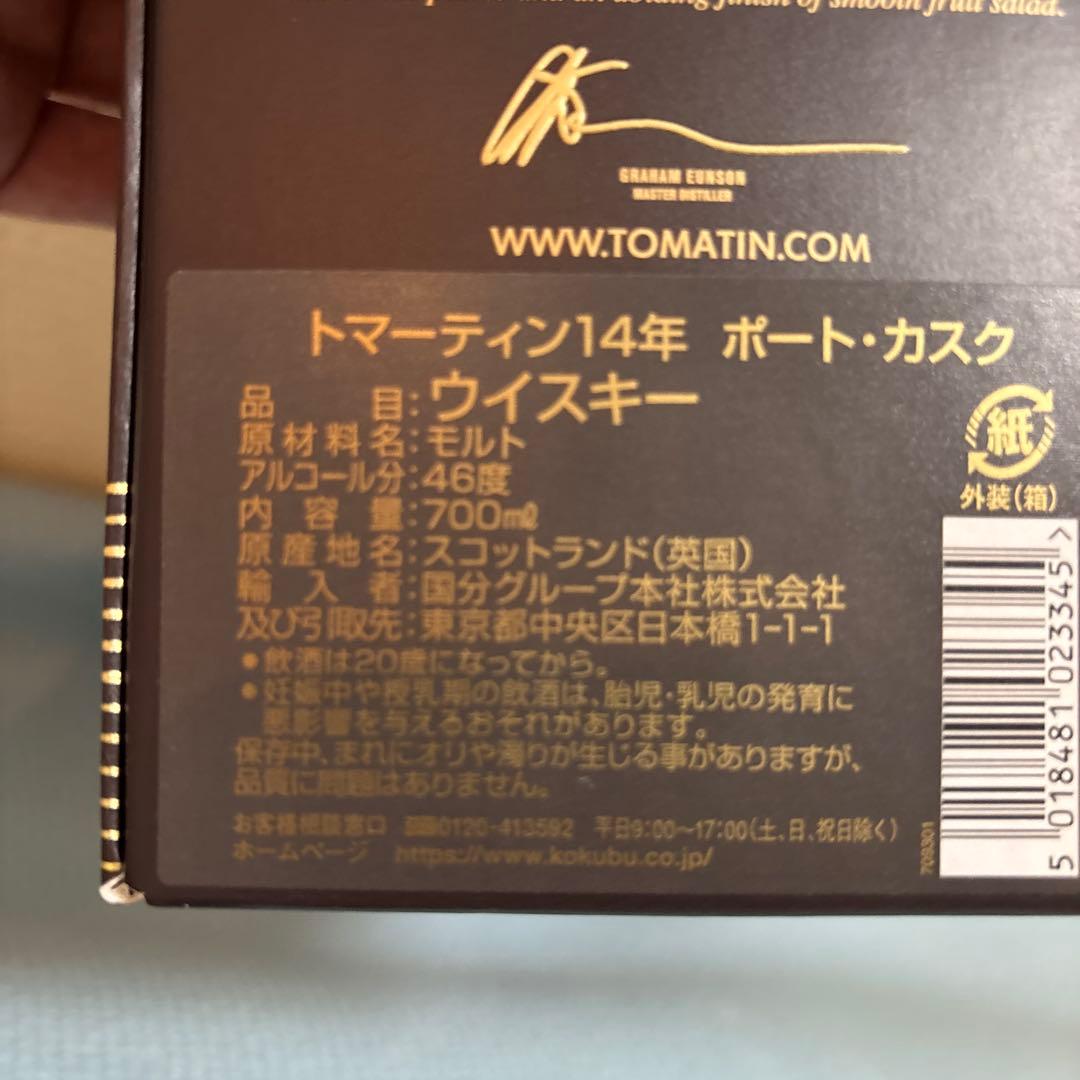 an abiding finish of smooth fruit salad.
GRAHAM EUNSON
MASTER DISTILLER
WWW.TOMATIN.COM
トマーティン14年 ポート・カスク
品目:ウイスキー
原材料名:モルト
アルコール分:46度
内容量:700mℓ
原産地名:スコットランド(英国)
輸入者:国分グループ本社株式会社
及び引取先:東京都中央区日本橋1-1-1
●飲酒は20歳になってから。
●妊娠中や授乳期の飲酒は、胎児・乳児の発育に
悪影響を与えるおそれがあります。
保存中、まれにオリや濁りが生じる事がありますが、
品質に問題はありません。
お客様相談窓口 0120-413592 平日9:00〜17:00(土、日、祝日除く)
ホームページ https://www.kokubu.co.jp/
紙
外装(箱)
709301
5 018481 023345 >